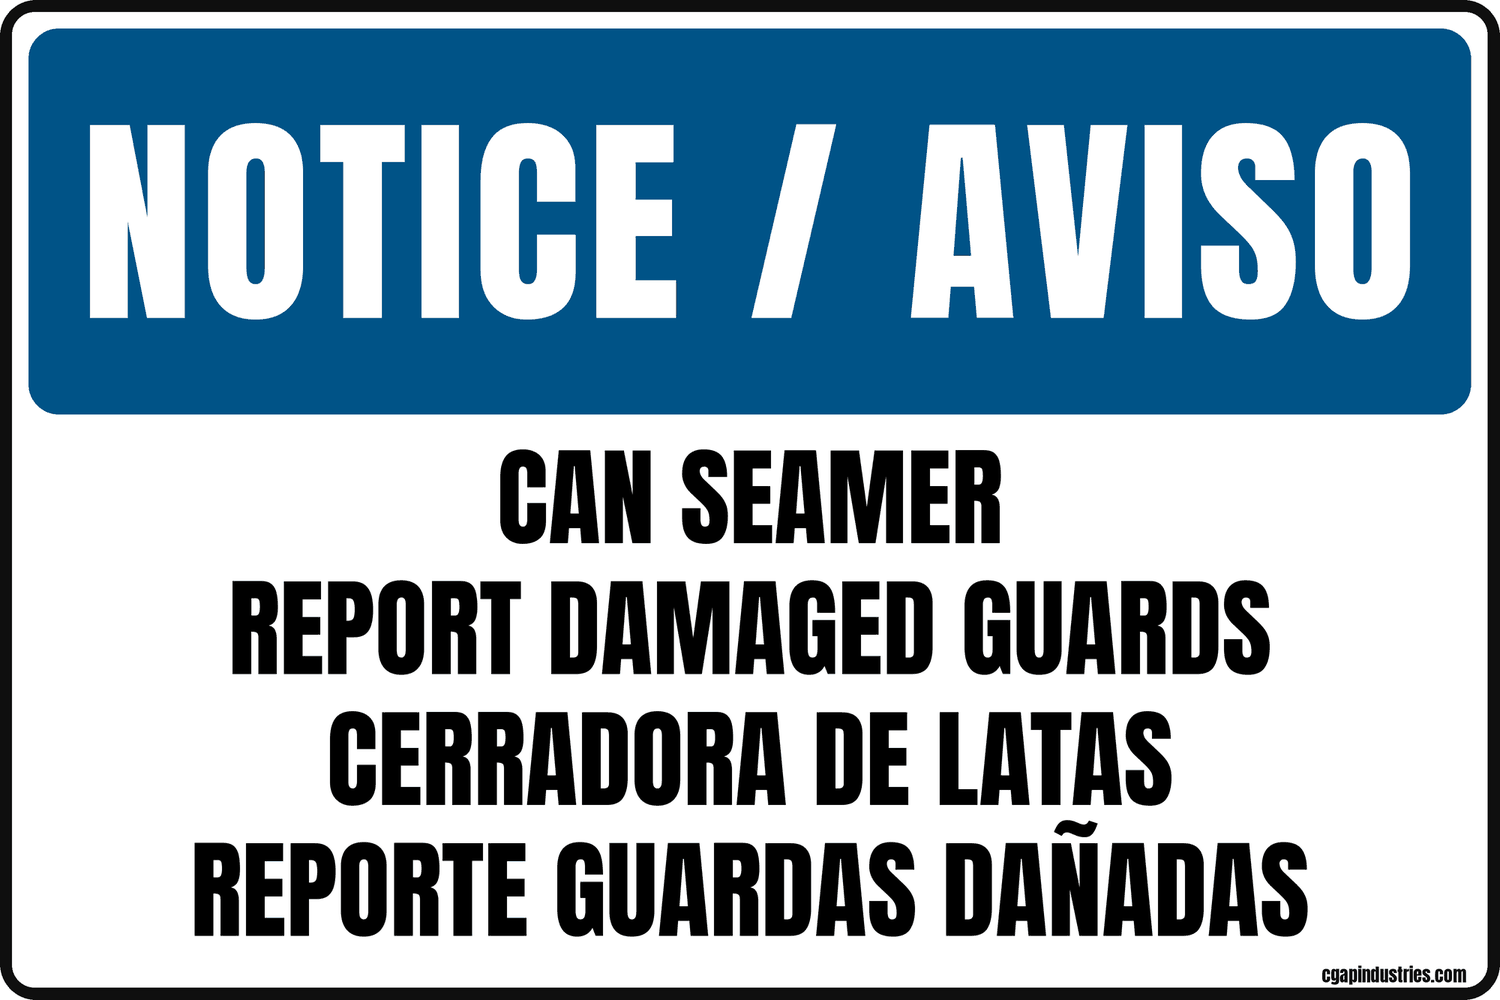 NOTICE / AVISO
CAN SEAMER
REPORT DAMAGED GUARDS
CERRADORA DE LATAS
REPORTE GUARDAS DAÑADAS
cgapindustries.com